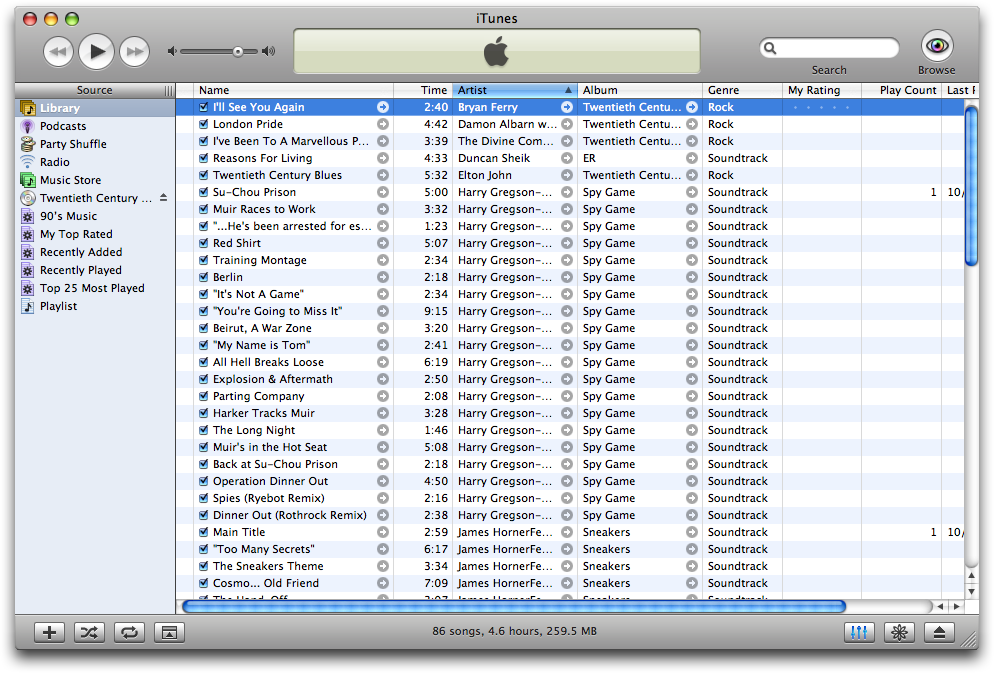 iTunes
Search
Browse
Source
Name Time Artist Album Genre My Rating Play Count Last
Library
Podcasts
Party Shuffle
Radio
Music Store
Twentieth Century ...
90's Music
My Top Rated
Recently Added
Recently Played
Top 25 Most Played
Playlist
I'll See You Again 2:40 Bryan Ferry Twentieth Centu... Rock
London Pride 4:42 Damon Albarn w... Twentieth Centu... Rock
I've Been To A Marvellous P... 3:39 The Divine Com... Twentieth Centu... Rock
Reasons For Living 4:33 Duncan Sheik ER Soundtrack
Twentieth Century Blues 5:32 Elton John Twentieth Centu... Rock
Su-Chou Prison 5:00 Harry Gregson-... Spy Game Soundtrack 1 10/
Muir Races to Work 3:32 Harry Gregson-... Spy Game Soundtrack
"...He's been arrested for es... 1:23 Harry Gregson-... Spy Game Soundtrack
Red Shirt 5:07 Harry Gregson-... Spy Game Soundtrack
Training Montage 2:34 Harry Gregson-... Spy Game Soundtrack
Berlin 2:18 Harry Gregson-... Spy Game Soundtrack
"It's Not A Game" 2:34 Harry Gregson-... Spy Game Soundtrack
"You're Going to Miss It" 9:15 Harry Gregson-... Spy Game Soundtrack
Beirut, A War Zone 3:20 Harry Gregson-... Spy Game Soundtrack
"My Name is Tom" 2:41 Harry Gregson-... Spy Game Soundtrack
All Hell Breaks Loose 6:19 Harry Gregson-... Spy Game Soundtrack
Explosion & Aftermath 2:50 Harry Gregson-... Spy Game Soundtrack
Parting Company 2:08 Harry Gregson-... Spy Game Soundtrack
Harker Tracks Muir 3:28 Harry Gregson-... Spy Game Soundtrack
The Long Night 1:46 Harry Gregson-... Spy Game Soundtrack
Muir's in the Hot Seat 5:08 Harry Gregson-... Spy Game Soundtrack
Back at Su-Chou Prison 2:18 Harry Gregson-... Spy Game Soundtrack
Operation Dinner Out 4:50 Harry Gregson-... Spy Game Soundtrack
Spies (Ryebot Remix) 2:16 Harry Gregson-... Spy Game Soundtrack
Dinner Out (Rothrock Remix) 2:38 Harry Gregson-... Spy Game Soundtrack
Main Title 2:59 James HornerFe... Sneakers Soundtrack 1 10/
"Too Many Secrets" 6:17 James HornerFe... Sneakers Soundtrack
The Sneakers Theme 3:34 James HornerFe... Sneakers Soundtrack
Cosmo... Old Friend 7:09 James HornerFe... Sneakers Soundtrack
86 songs, 4.6 hours, 259.5 MB